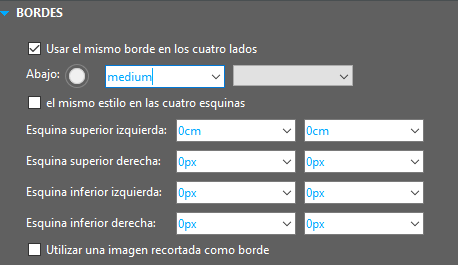 BORDES
Usar el mismo borde en los cuatro lados
Abajo: medium
el mismo estilo en las cuatro esquinas
Esquina superior izquierda: 0cm 0cm
Esquina superior derecha: 0px 0px
Esquina inferior izquierda: 0px 0px
Esquina inferior derecha: 0px 0px
Utilizar una imagen recortada como borde